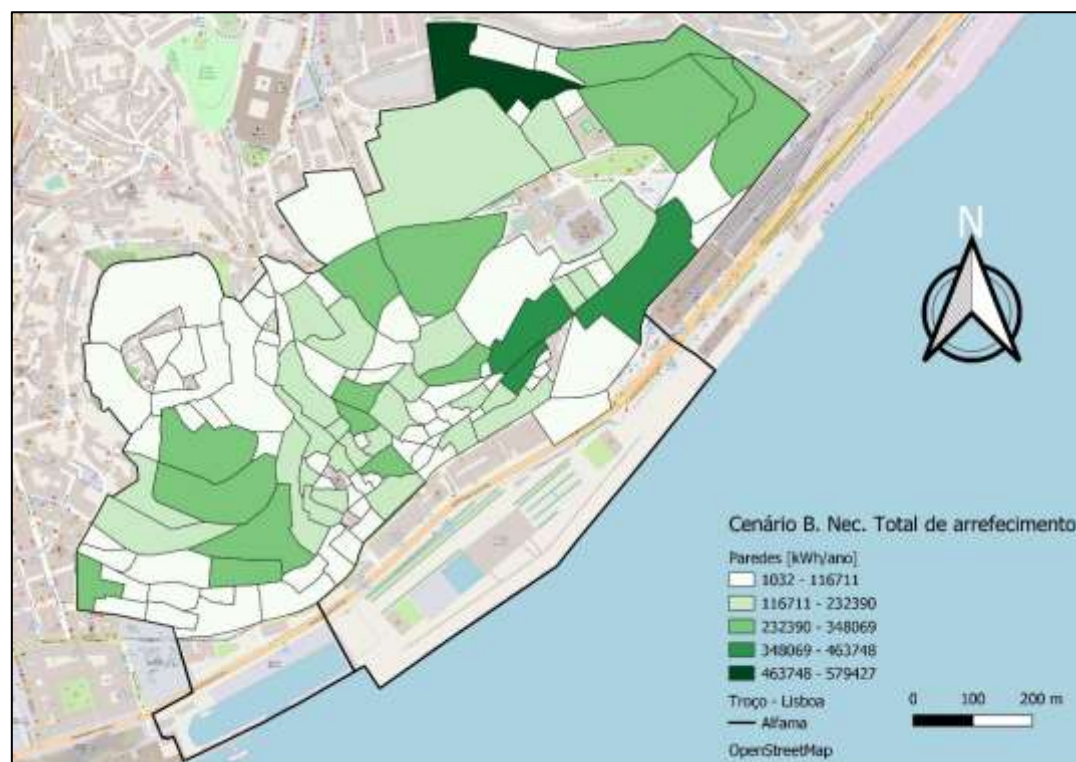 N
Cenário B. Nec. Total de arrefecimento
Paredes [kWh/ano]
1032 - 116711
116711 - 232390
232390 - 348069
348069 - 463748
463748 - 579427
Troço - Lisboa
Alfama
OpenStreetMap
0 100 200 m